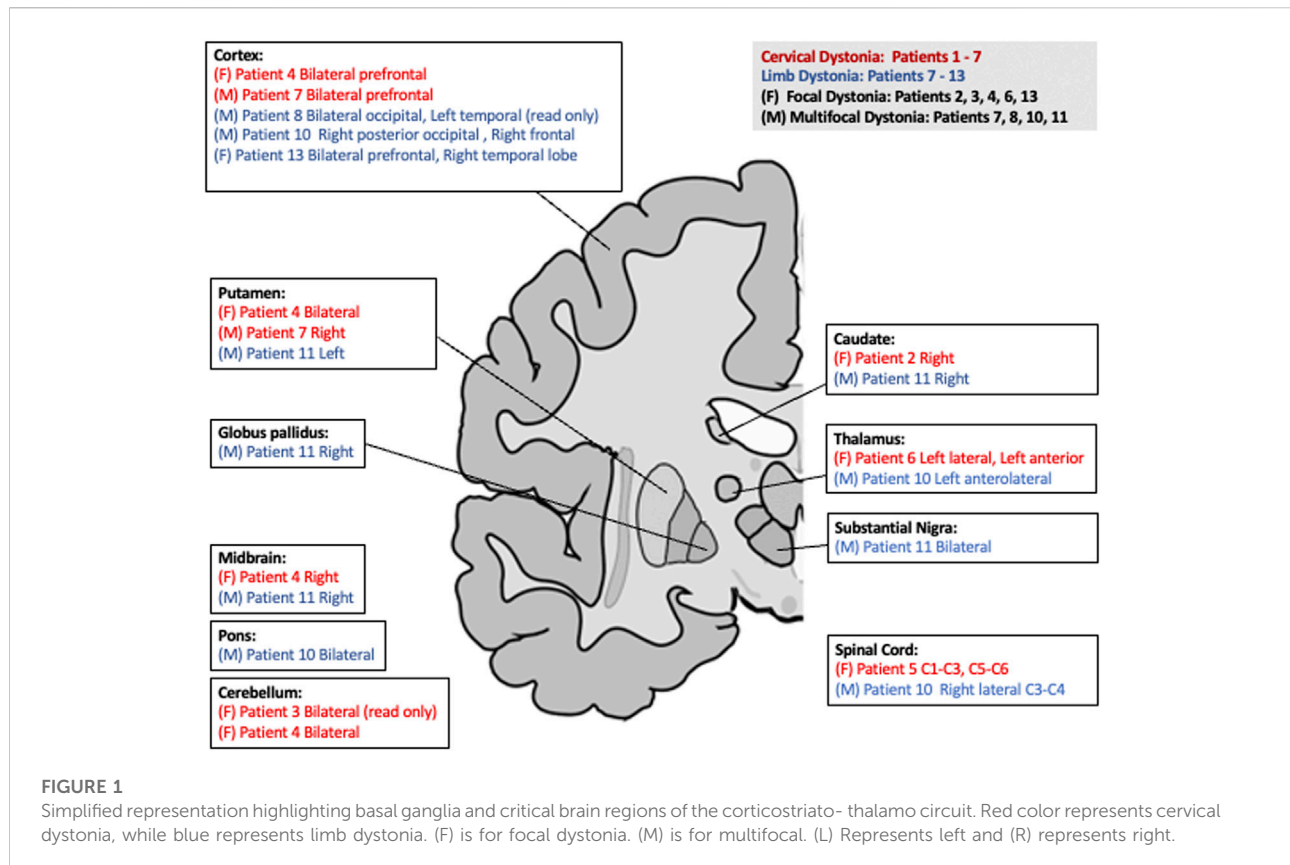 Cortex:
(F) Patient 4 Bilateral prefrontal
(M) Patient 7 Bilateral prefrontal
(M) Patient 8 Bilateral occipital, Left temporal (read only)
(M) Patient 10 Right posterior occipital , Right frontal
(F) Patient 13 Bilateral prefrontal, Right temporal lobe
Cervical Dystonia: Patients 1 - 7
Limb Dystonia: Patients 7 - 13
(F) Focal Dystonia: Patients 2, 3, 4, 6, 13
(M) Multifocal Dystonia: Patients 7, 8, 10, 11
Putamen:
(F) Patient 4 Bilateral
(M) Patient 7 Right
(M) Patient 11 Left
Globus pallidus:
(M) Patient 11 Right
Midbrain:
(F) Patient 4 Right
(M) Patient 11 Right
Pons:
(M) Patient 10 Bilateral
Cerebellum:
(F) Patient 3 Bilateral (read only)
(F) Patient 4 Bilateral
Caudate:
(F) Patient 2 Right
(M) Patient 11 Right
Thalamus:
(F) Patient 6 Left lateral, Left anterior
(M) Patient 10 Left anterolateral
Substantial Nigra:
(M) Patient 11 Bilateral
Spinal Cord:
(F) Patient 5 C1-C3, C5-C6
(M) Patient 10 Right lateral C3-C4
FIGURE 1
Simplified representation highlighting basal ganglia and critical brain regions of the corticostriato- thalamo circuit. Red color represents cervical
dystonia, while blue represents limb dystonia. (F) is for focal dystonia. (M) is for multifocal. (L) Represents left and (R) represents right.